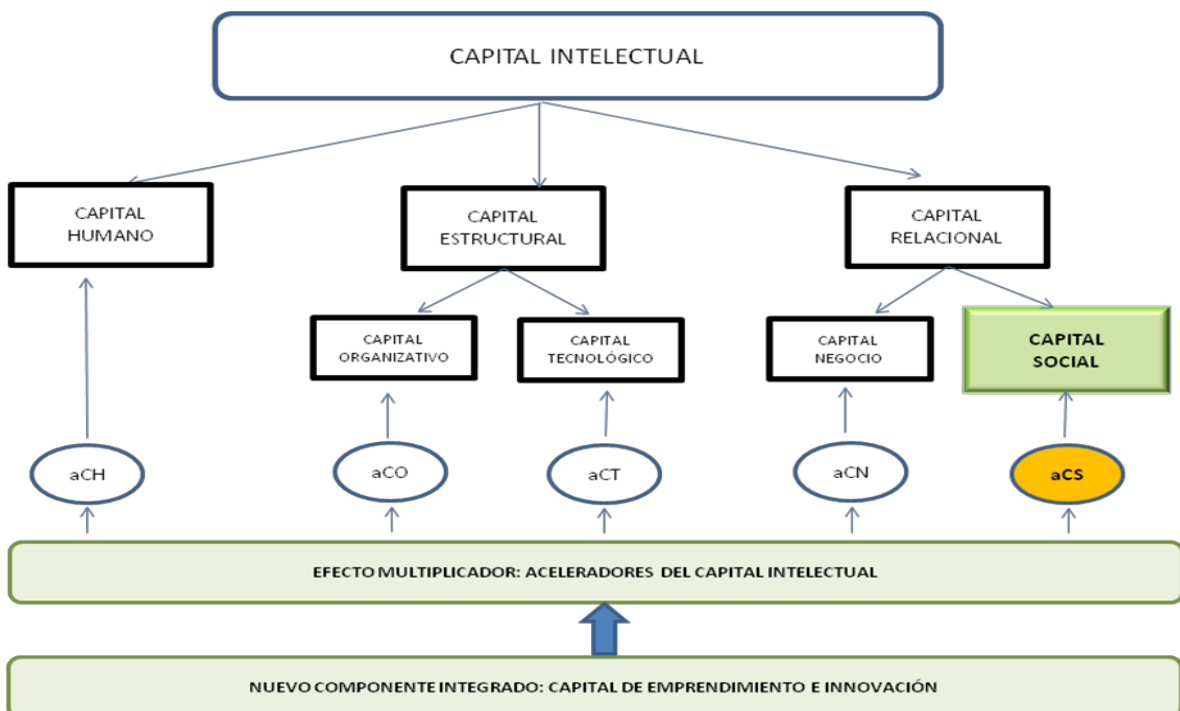 CAPITAL INTELECTUAL
CAPITAL
HUMANO
CAPITAL
ESTRUCTURAL
CAPITAL
RELACIONAL
CAPITAL
ORGANIZATIVO
CAPITAL
TECNOLÓGICO
CAPITAL
NEGOCIO
CAPITAL
SOCIAL
aCH
aCO
aCT
aCN
aCS
EFECTO MULTIPLICADOR: ACELERADORES DEL CAPITAL INTELECTUAL
NUEVO COMPONENTE INTEGRADO: CAPITAL DE EMPRENDIMIENTO E INNOVACIÓN